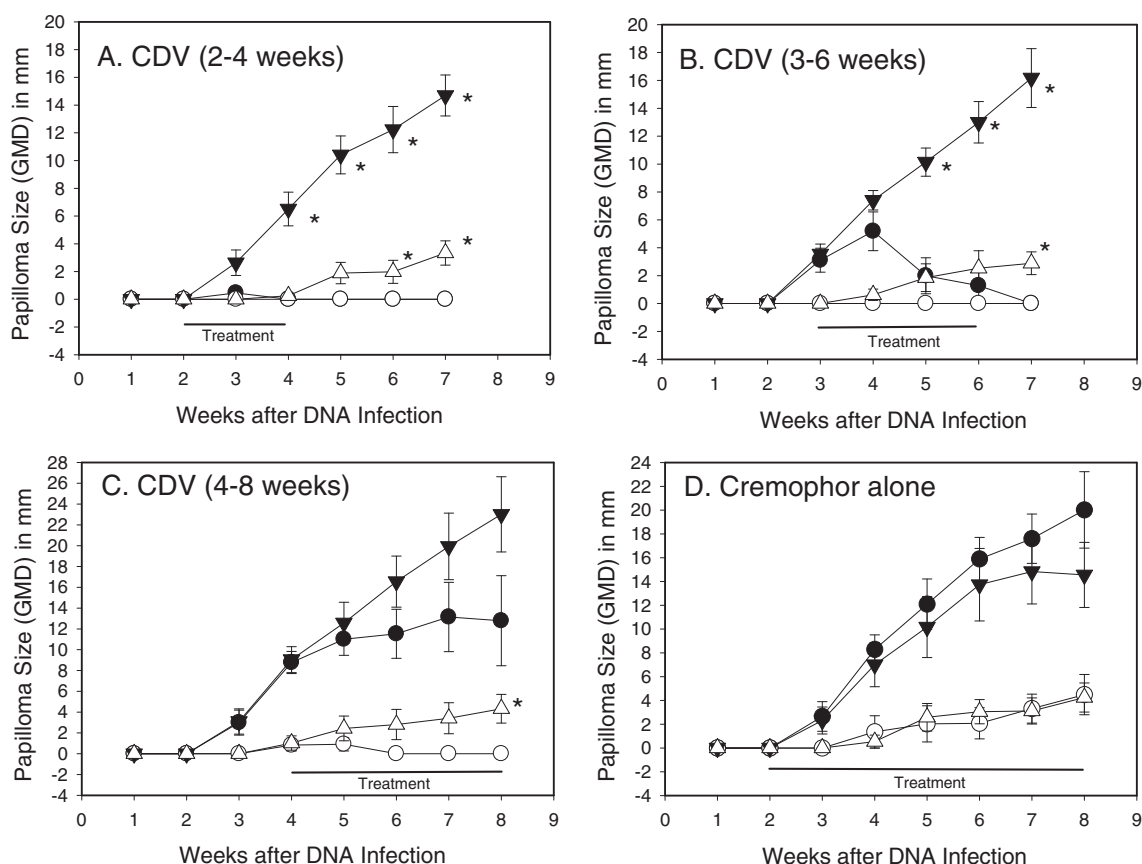 A. CDV (2-4 weeks)
Papilloma Size (GMD) in mm
20
18
16
14
12
10
8
6
4
2
0
-2
-4
* * * *
* *
Treatment
0 1 2 3 4 5 6 7 8 9
Weeks after DNA Infection
B. CDV (3-6 weeks)
Papilloma Size (GMD) in mm
20
18
16
14
12
10
8
6
4
2
0
-2
-4
* * *
*
Treatment
0 1 2 3 4 5 6 7 8 9
Weeks after DNA Infection
C. CDV (4-8 weeks)
Papilloma Size (GMD) in mm
28
26
24
22
20
18
16
14
12
10
8
6
4
2
0
-2
-4
*
Treatment
0 1 2 3 4 5 6 7 8 9
Weeks after DNA Infection
D. Cremophor alone
Papilloma Size (GMD) in mm
24
22
20
18
16
14
12
10
8
6
4
2
0
-2
-4
Treatment
0 1 2 3 4 5 6 7 8 9
Weeks after DNA Infection